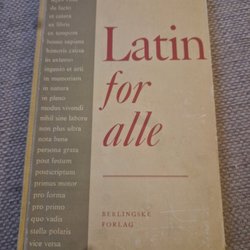 de facto
et cetera
ex libris
ex tempore
homo sapiens
honoris causa
in extenso
ingenio et arti
in memoriam
in natura
in pleno
modus vivendi
nihil sine labore
non plus ultra
nota bene
persona grata
post festum
postscriptum
primus motor
pro forma
pro primo
quo vadis
stella polaris
vice versa
Latin
for
alle
BERLINGSKE
FORLAG